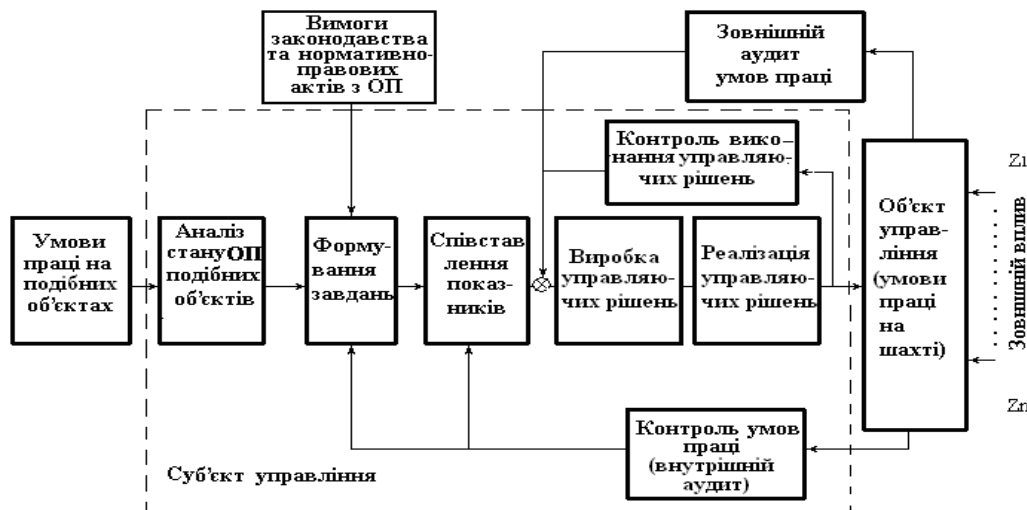 Вимоги
законодавства
та нормативно-
правових
актів з ОП
Зовнішній
аудит
умов праці
Контроль вико-
нання управляю-
чих рішень
Умови
праці на
подібних
об'єктах
Аналіз
стану ОП
подібних
об'єктів
Форму-
вання
завдань
Співстав
лення
показ-
ників
Виробка
управляю-
чих рішень
Реалізація
управляю-
чих рішень
Об'єкт
управ-
ління
(умови
праці
на
шахті)
Z1
Зовнішній вплив
Zn
Контроль умов
праці
(внутрішній
аудит)
Суб'єкт управління